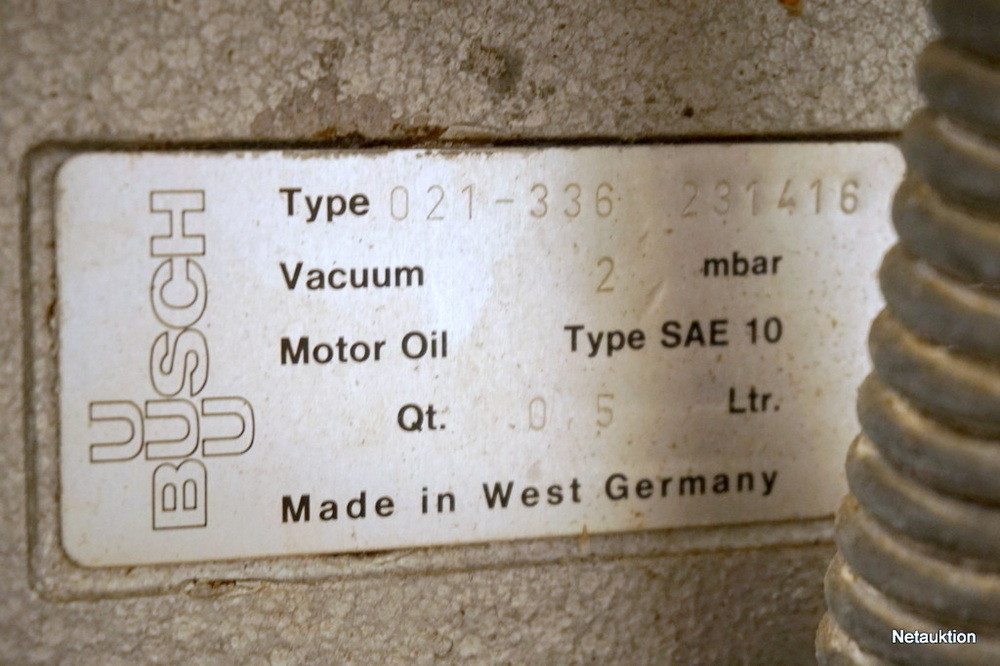 BUSCH
U U
Type 021-336 231416
Vacuum 2 mbar
Motor Oil Type SAE 10
Qt. 0.5 Ltr.
Made in West Germany
Netauktion